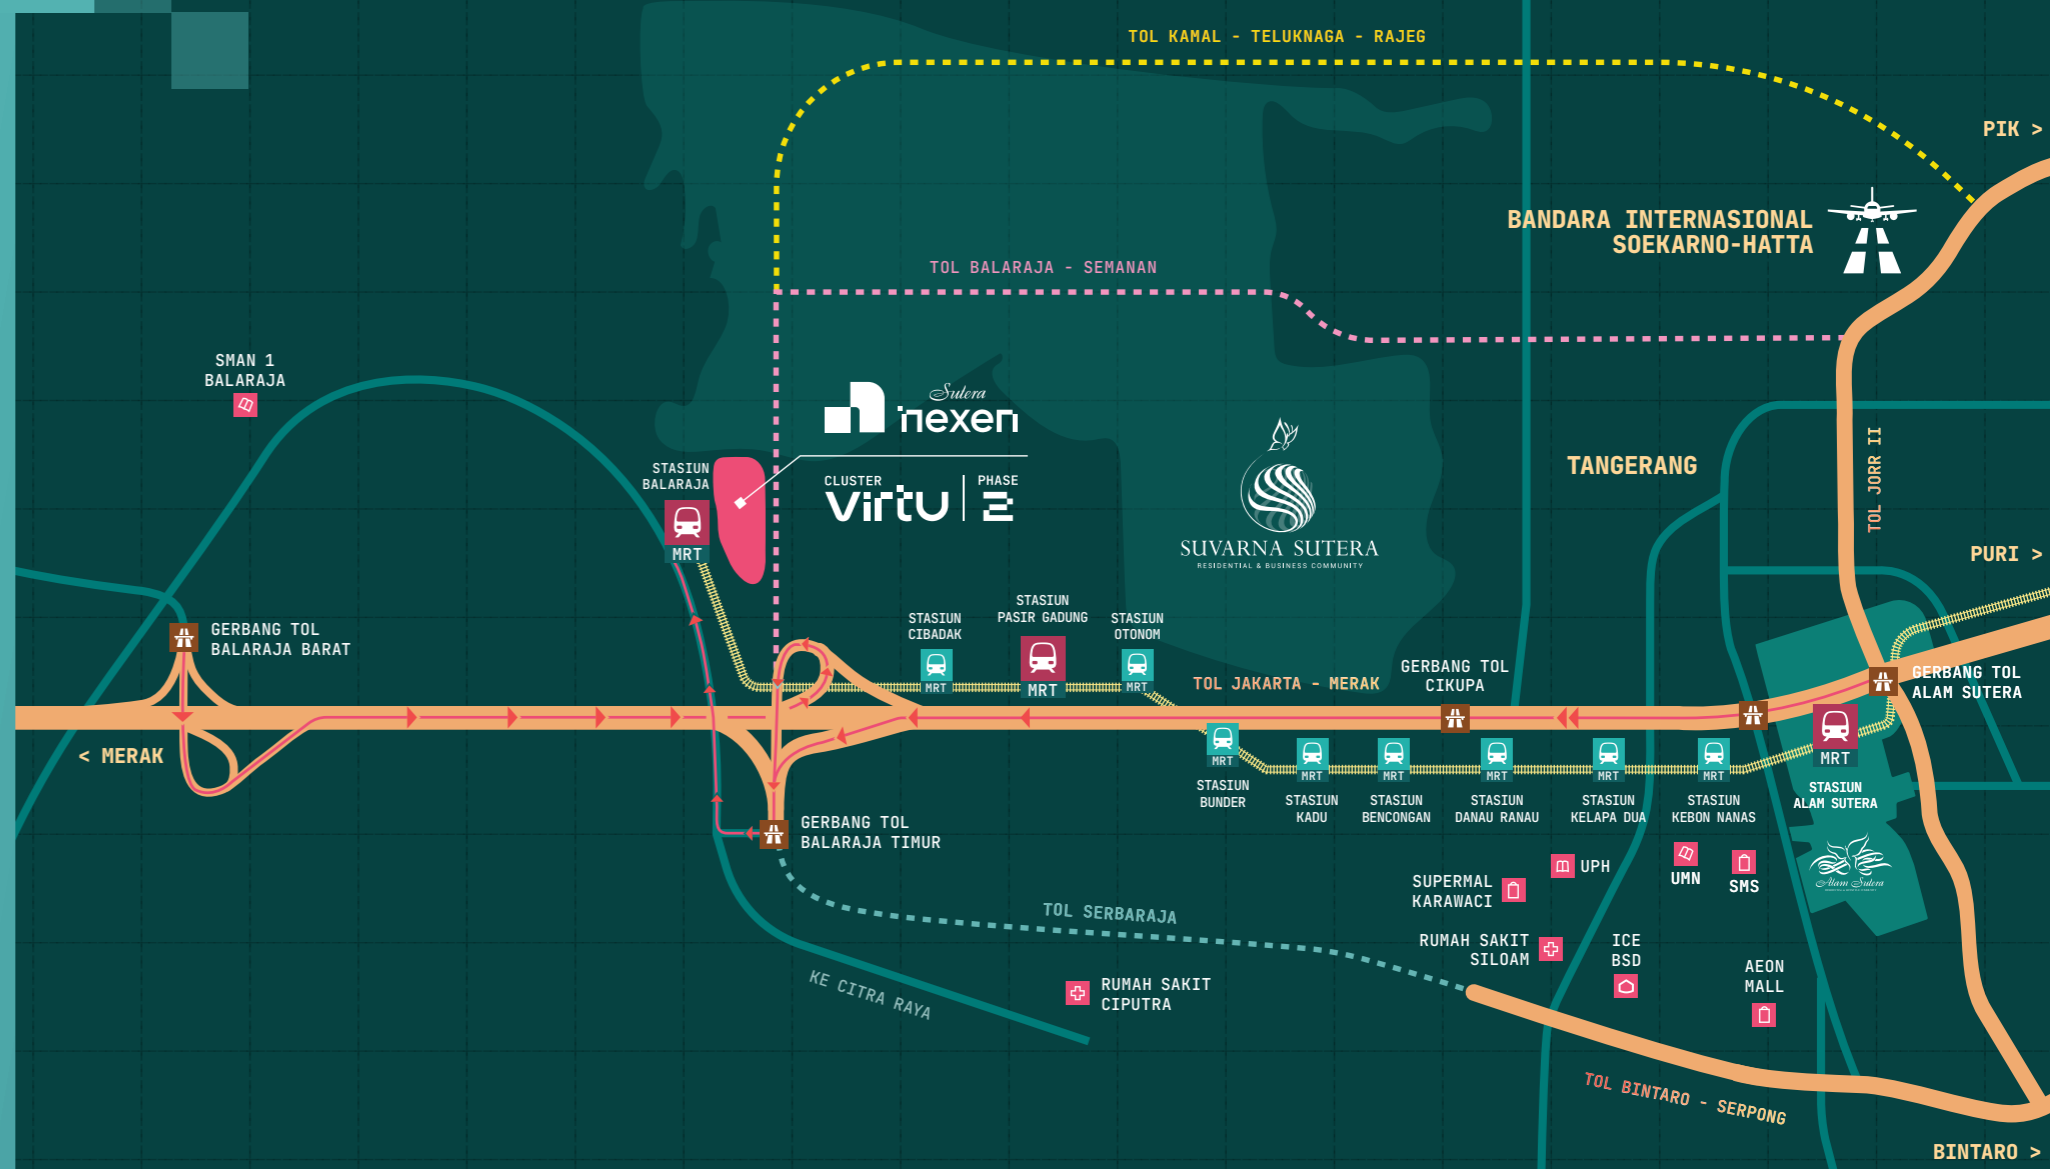 TOL KAMAL - TELUKNAGA - RAJEG
PIK >
BANDARA INTERNASIONAL
SOEKARNO-HATTA
TOL BALARAJA - SEMANAN
SMAN 1
BALARAJA
Sutera
nexen
CLUSTER
VirtU
PHASE
2
STASIUN
BALARAJA
MRT
SUVARNA SUTERA
RESIDENTIAL & BUSINESS COMMUNITY
TANGERANG
TOL JORR II
PURI >
GERBANG TOL
BALARAJA BARAT
STASIUN
CIBADAK
MRT
STASIUN
PASIR GADUNG
MRT
STASIUN
OTONOM
MRT
TOL JAKARTA - MERAK
GERBANG TOL
CIKUPA
GERBANG TOL
ALAM SUTERA
< MERAK
MRT
STASIUN
BUNDER
MRT
STASIUN
KADU
MRT
STASIUN
BENCONGAN
MRT
STASIUN
DANAU RANAU
MRT
STASIUN
KELAPA DUA
MRT
STASIUN
KEBON NANAS
MRT
STASIUN
ALAM SUTERA
Alam Sutera
GERBANG TOL
BALARAJA TIMUR
UPH
UMN
SMS
SUPERMAL
KARAWACI
TOL SERBARAJA
RUMAH SAKIT
SILOAM
ICE
BSD
AEON
MALL
KE CITRA RAYA
RUMAH SAKIT
CIPUTRA
TOL BINTARO - SERPONG
BINTARO >